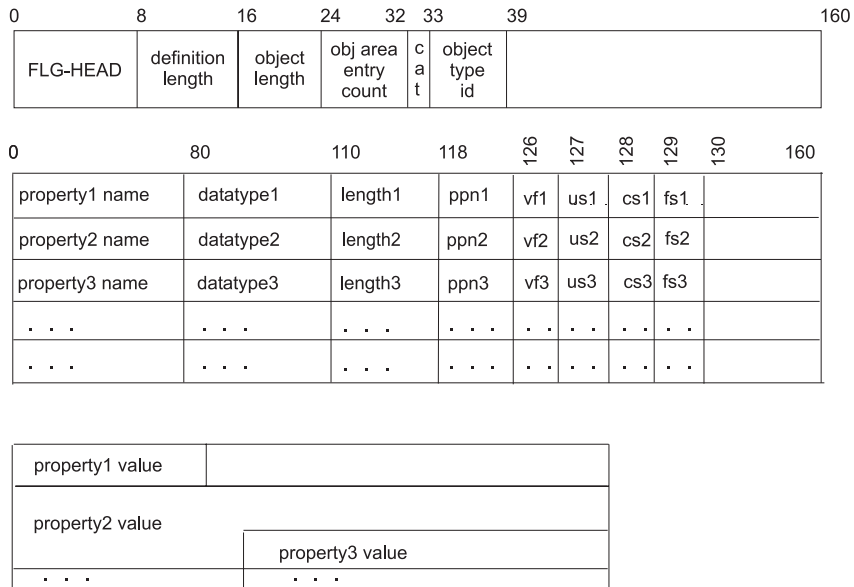 0 8 16 24 32 33 39 160
FLG-HEAD definition length object length obj area entry count cat object type id
0 80 110 118 126 127 128 129 130 160
property1 name datatype1 length1 ppn1 vf1 us1 cs1 fs1
property2 name datatype2 length2 ppn2 vf2 us2 cs2 fs2
property3 name datatype3 length3 ppn3 vf3 us3 cs3 fs3
. . . . . . . . . . . . . . . . . . . .
. . . . . . . . . . . . . . . . . . . .
property1 value
property2 value
property3 value
. . . . . .